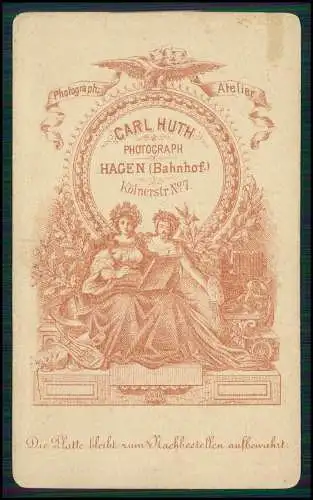 Photograph. Atelier
CARL HUTH
PHOTOGRAPH
HAGEN (Bahnhof.)
Kölnerstr No 7.
Die Platte bleibt zum Nachbestellen aufbewahrt.